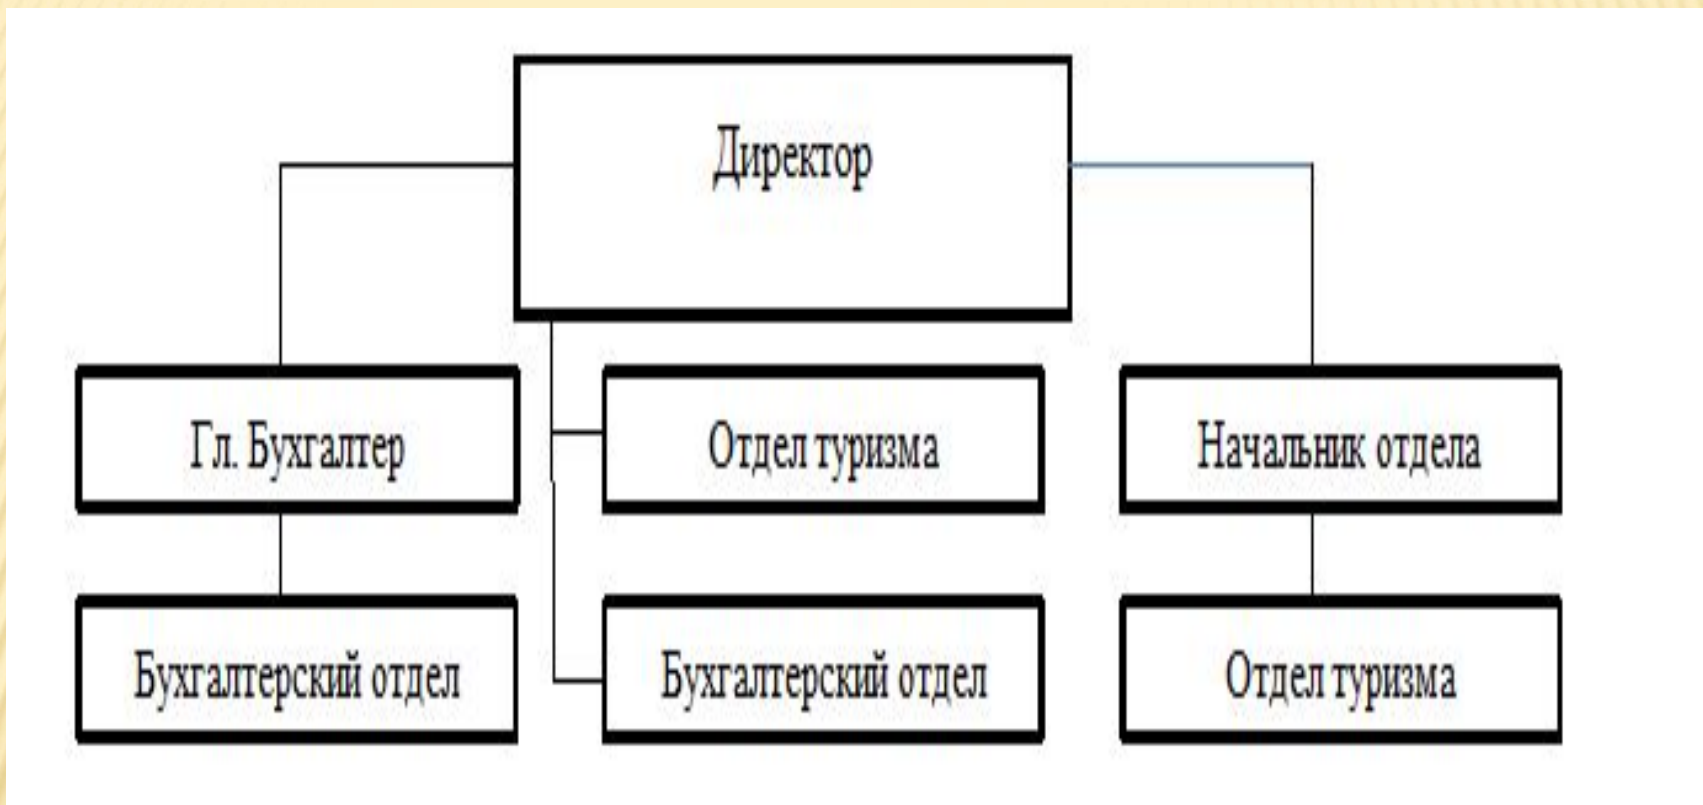 Директор
Гл. Бухгалтер
Отдел туризма
Начальник отдела
Бухгалтерский отдел
Бухгалтерский отдел
Отдел туризма